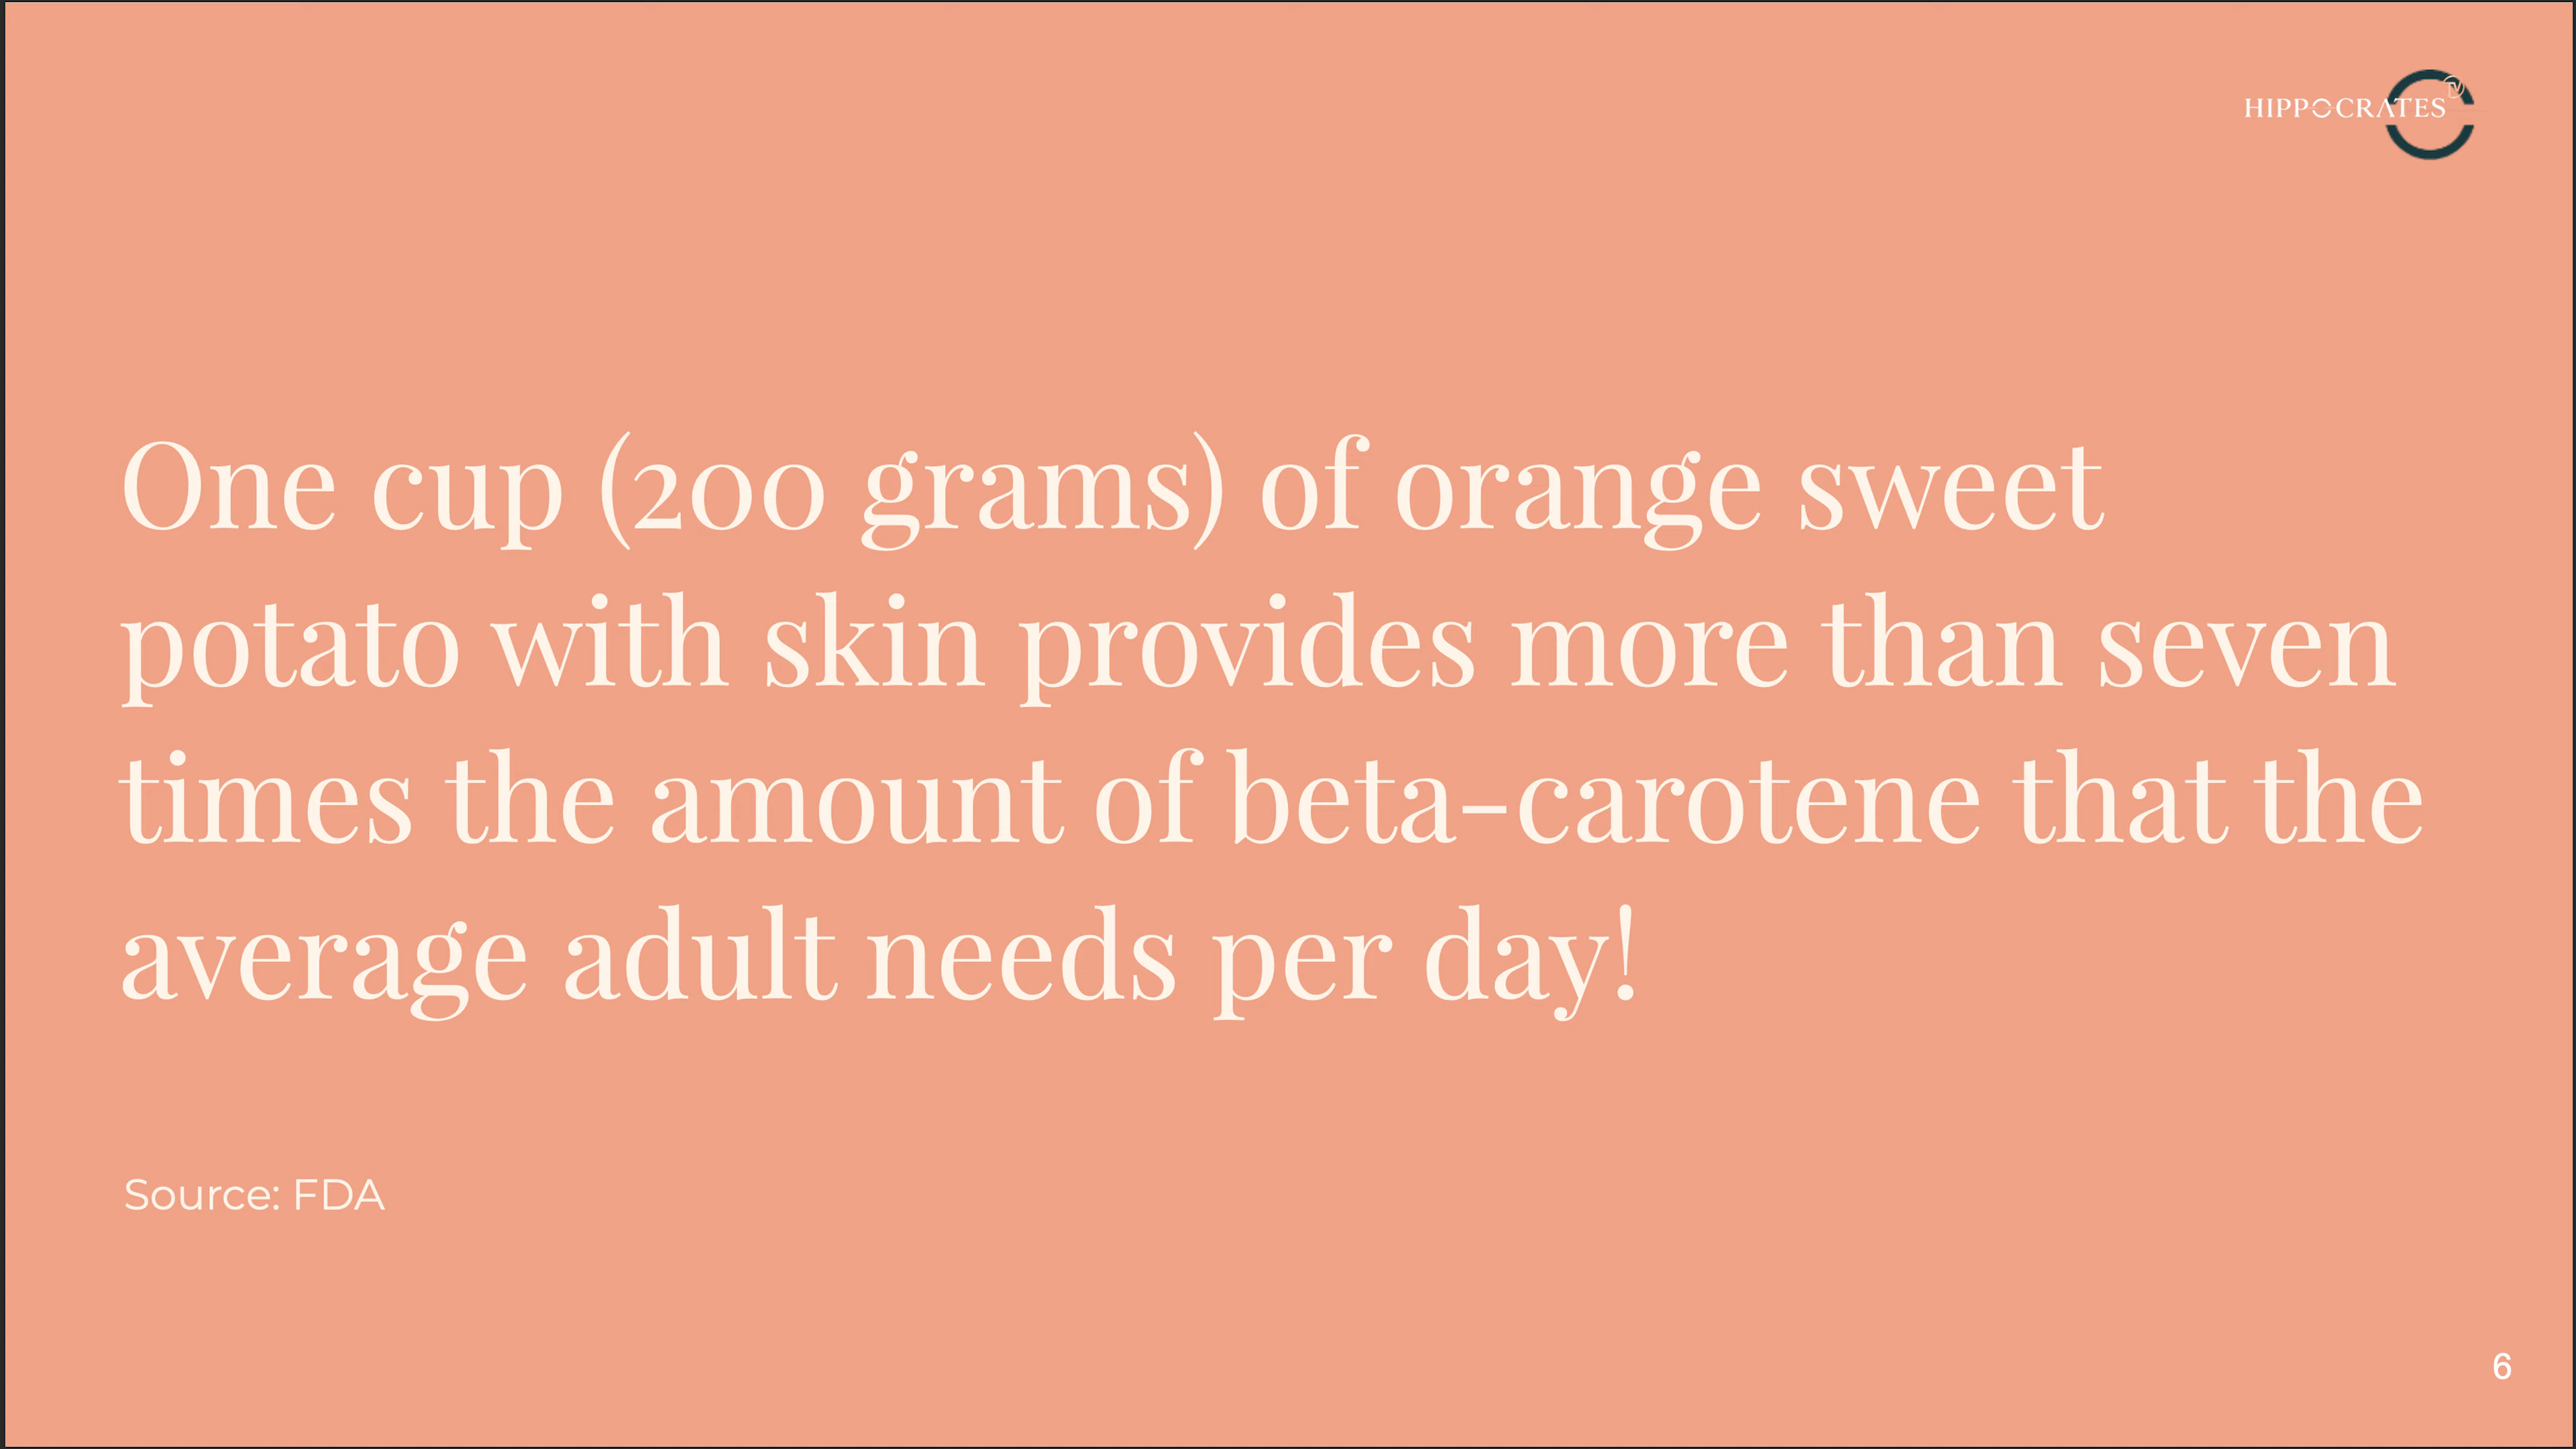 HIPPOCRATES TV
One cup (200 grams) of orange sweet
potato with skin provides more than seven
times the amount of beta-carotene that the
average adult needs per day!
Source: FDA
6